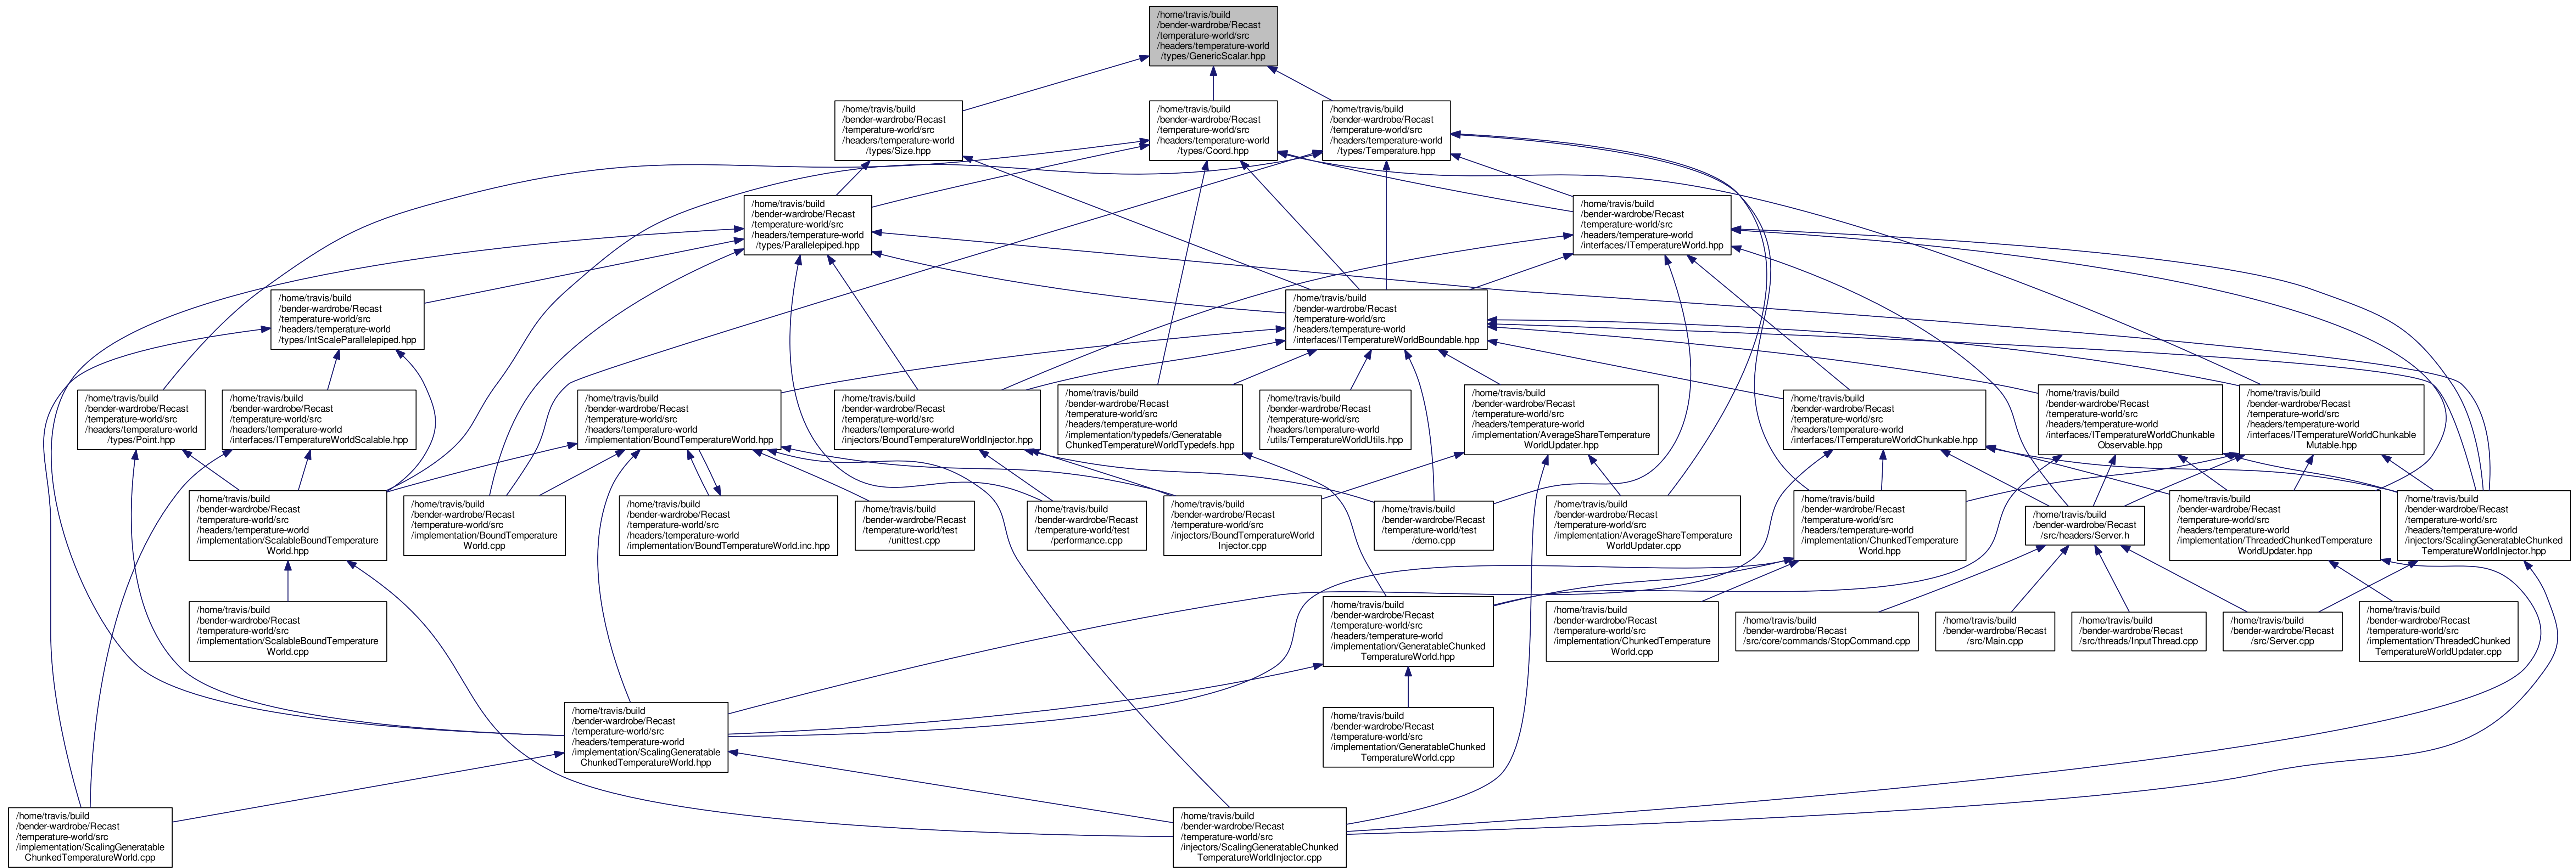 /home/travis/build
/bender-wardrobe/Recast
/temperature-world/src
/headers/temperature-world
/types/GenericScalar.hpp
/home/travis/build
/bender-wardrobe/Recast
/temperature-world/src
/headers/temperature-world
/types/Size.hpp
/home/travis/build
/bender-wardrobe/Recast
/temperature-world/src
/headers/temperature-world
/types/Coord.hpp
/home/travis/build
/bender-wardrobe/Recast
/temperature-world/src
/headers/temperature-world
/types/Temperature.hpp
/home/travis/build
/bender-wardrobe/Recast
/temperature-world/src
/headers/temperature-world
/types/Parallelepiped.hpp
/home/travis/build
/bender-wardrobe/Recast
/temperature-world/src
/headers/temperature-world
/interfaces/ITemperatureWorld.hpp
/home/travis/build
/bender-wardrobe/Recast
/temperature-world/src
/headers/temperature-world
/types/IntScaleParallelepiped.hpp
/home/travis/build
/bender-wardrobe/Recast
/temperature-world/src
/headers/temperature-world
/interfaces/ITemperatureWorldBoundable.hpp
/home/travis/build
/bender-wardrobe/Recast
/temperature-world/src
/headers/temperature-world
/types/Point.hpp
/home/travis/build
/bender-wardrobe/Recast
/temperature-world/src
/headers/temperature-world
/interfaces/ITemperatureWorldScalable.hpp
/home/travis/build
/bender-wardrobe/Recast
/temperature-world/src
/headers/temperature-world
/implementation/BoundTemperatureWorld.hpp
/home/travis/build
/bender-wardrobe/Recast
/temperature-world/src
/headers/temperature-world
/injectors/BoundTemperatureWorldInjector.hpp
/home/travis/build
/bender-wardrobe/Recast
/temperature-world/src
/headers/temperature-world
/implementation/typedefs/Generatable
ChunkedTemperatureWorldTypedefs.hpp
/home/travis/build
/bender-wardrobe/Recast
/temperature-world/src
/headers/temperature-world
/utils/TemperatureWorldUtils.hpp
/home/travis/build
/bender-wardrobe/Recast
/temperature-world/src
/headers/temperature-world
/implementation/AverageShareTemperature
WorldUpdater.hpp
/home/travis/build
/bender-wardrobe/Recast
/temperature-world/src
/headers/temperature-world
/interfaces/ITemperatureWorldChunkable.hpp
/home/travis/build
/bender-wardrobe/Recast
/temperature-world/src
/headers/temperature-world
/interfaces/ITemperatureWorldChunkable
Observable.hpp
/home/travis/build
/bender-wardrobe/Recast
/temperature-world/src
/headers/temperature-world
/interfaces/ITemperatureWorldChunkable
Mutable.hpp
/home/travis/build
/bender-wardrobe/Recast
/temperature-world/src
/headers/temperature-world
/implementation/ScalableBoundTemperature
World.hpp
/home/travis/build
/bender-wardrobe/Recast
/temperature-world/src
/implementation/BoundTemperature
World.cpp
/home/travis/build
/bender-wardrobe/Recast
/temperature-world/src
/headers/temperature-world
/implementation/BoundTemperatureWorld.inc.hpp
/home/travis/build
/bender-wardrobe/Recast
/temperature-world/test
/unittest.cpp
/home/travis/build
/bender-wardrobe/Recast
/temperature-world/test
/performance.cpp
/home/travis/build
/bender-wardrobe/Recast
/temperature-world/src
/injectors/BoundTemperatureWorld
Injector.cpp
/home/travis/build
/bender-wardrobe/Recast
/temperature-world/test
/demo.cpp
/home/travis/build
/bender-wardrobe/Recast
/temperature-world/src
/implementation/AverageShareTemperature
WorldUpdater.cpp
/home/travis/build
/bender-wardrobe/Recast
/temperature-world/src
/headers/temperature-world
/implementation/ChunkedTemperature
World.hpp
/home/travis/build
/bender-wardrobe/Recast
/src/headers/Server.h
/home/travis/build
/bender-wardrobe/Recast
/temperature-world/src
/headers/temperature-world
/implementation/ThreadedChunkedTemperature
WorldUpdater.hpp
/home/travis/build
/bender-wardrobe/Recast
/temperature-world/src
/headers/temperature-world
/injectors/ScalingGeneratableChunked
TemperatureWorldInjector.hpp
/home/travis/build
/bender-wardrobe/Recast
/temperature-world/src
/implementation/ScalableBoundTemperature
World.cpp
/home/travis/build
/bender-wardrobe/Recast
/temperature-world/src
/headers/temperature-world
/implementation/GeneratableChunked
TemperatureWorld.hpp
/home/travis/build
/bender-wardrobe/Recast
/temperature-world/src
/implementation/ChunkedTemperature
World.cpp
/home/travis/build
/bender-wardrobe/Recast
/src/core/commands/StopCommand.cpp
/home/travis/build
/bender-wardrobe/Recast
/src/Main.cpp
/home/travis/build
/bender-wardrobe/Recast
/src/threads/InputThread.cpp
/home/travis/build
/bender-wardrobe/Recast
/src/Server.cpp
/home/travis/build
/bender-wardrobe/Recast
/temperature-world/src
/implementation/ThreadedChunked
TemperatureWorldUpdater.cpp
/home/travis/build
/bender-wardrobe/Recast
/temperature-world/src
/headers/temperature-world
/implementation/ScalingGeneratable
ChunkedTemperatureWorld.hpp
/home/travis/build
/bender-wardrobe/Recast
/temperature-world/src
/implementation/GeneratableChunked
TemperatureWorld.cpp
/home/travis/build
/bender-wardrobe/Recast
/temperature-world/src
/implementation/ScalingGeneratable
ChunkedTemperatureWorld.cpp
/home/travis/build
/bender-wardrobe/Recast
/temperature-world/src
/injectors/ScalingGeneratableChunked
TemperatureWorldInjector.cpp